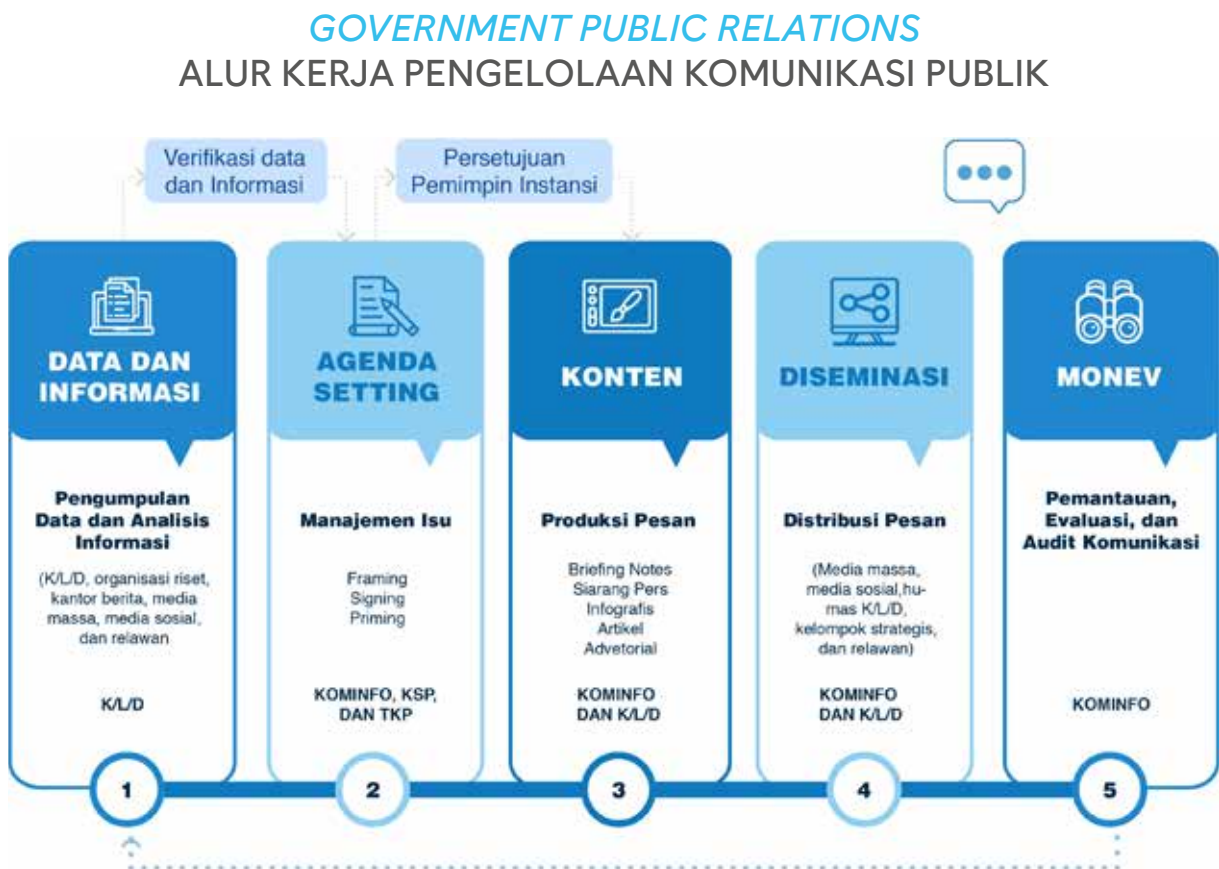 GOVERNMENT PUBLIC RELATIONS
ALUR KERJA PENGELOLAAN KOMUNIKASI PUBLIK
Verifikasi data
dan Informasi
Persetujuan
Pemimpin Instansi
DATA DAN
INFORMASI
Pengumpulan
Data dan Analisis
Informasi
(K/L/D, organisasi riset,
kantor berita, media
massa, media sosial,
dan relawan
K/L/D
1
AGENDA
SETTING
Manajemen Isu
Framing
Signing
Priming
KOMINFO, KSP,
DAN TKP
2
KONTEN
Produksi Pesan
Briefing Notes
Siarang Pers
Infografis
Artikel
Advetorial
KOMINFO
DAN K/L/D
3
DISEMINASI
Distribusi Pesan
(Media massa,
media sosial,hu-
mas K/L/D,
kelompok strategis,
dan relawan)
KOMINFO
DAN K/L/D
4
MONEV
Pemantauan,
Evaluasi, dan
Audit Komunikasi
KOMINFO
5